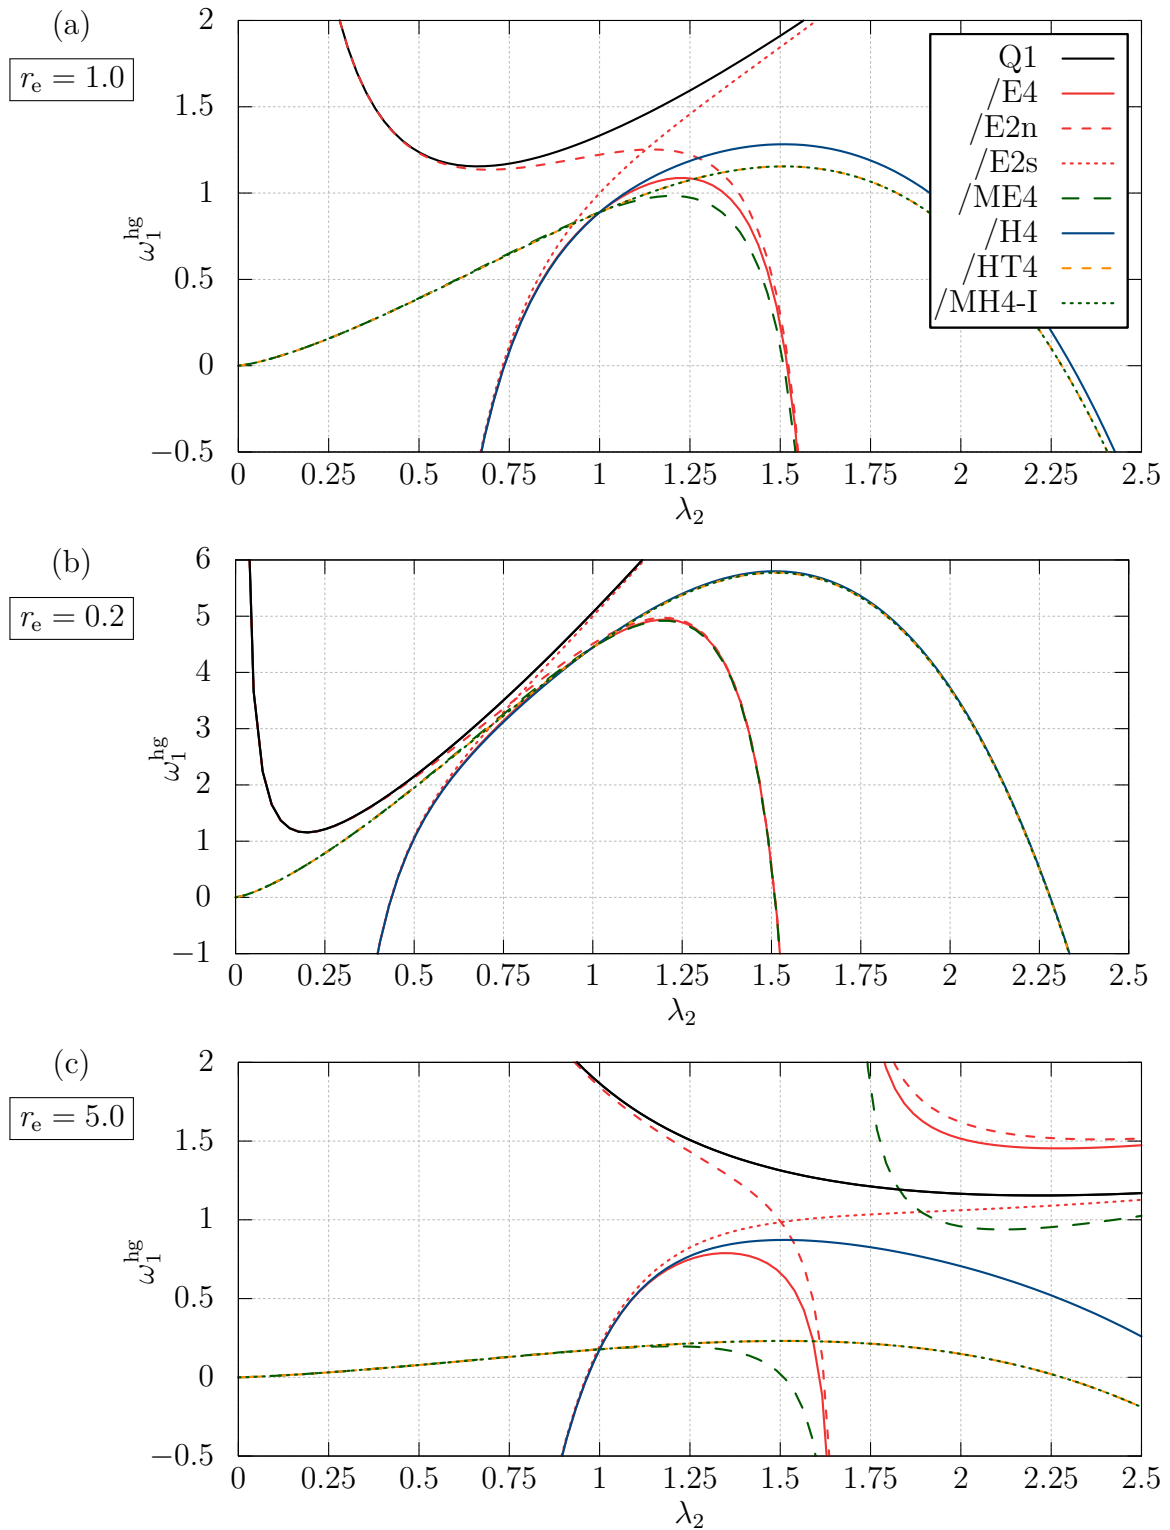 (a)
r_e = 1.0
2
1.5
1
0.5
0
−0.5
ω_1^hg
0 0.25 0.5 0.75 1 1.25 1.5 1.75 2 2.25 2.5
λ_2
Q1
/E4
/E2n
/E2s
/ME4
/H4
/HT4
/MH4-I
(b)
r_e = 0.2
6
5
4
3
2
1
0
−1
ω_1^hg
0 0.25 0.5 0.75 1 1.25 1.5 1.75 2 2.25 2.5
λ_2
(c)
r_e = 5.0
2
1.5
1
0.5
0
−0.5
ω_1^hg
0 0.25 0.5 0.75 1 1.25 1.5 1.75 2 2.25 2.5
λ_2